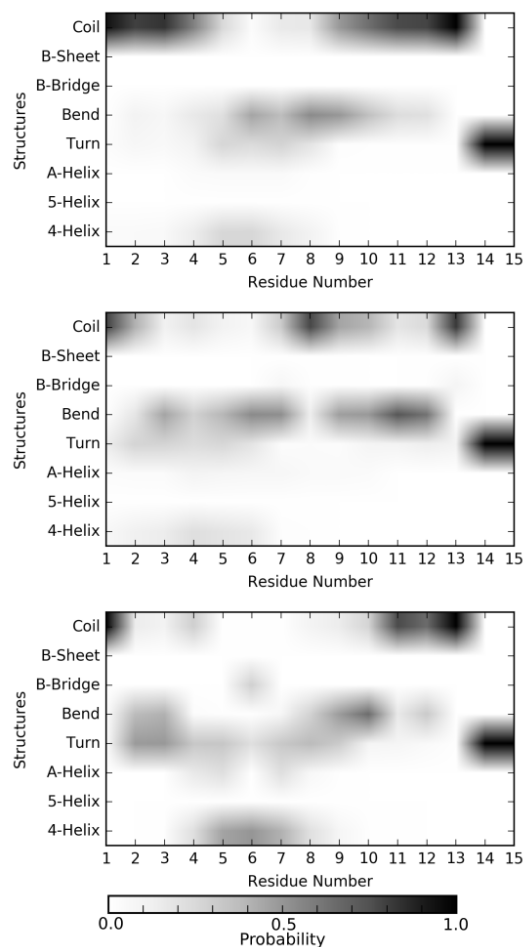 Coil
B-Sheet
B-Bridge
Bend
Turn
A-Helix
5-Helix
4-Helix
Structures
1 2 3 4 5 6 7 8 9 10 11 12 13 14 15
Residue Number
Coil
B-Sheet
B-Bridge
Bend
Turn
A-Helix
5-Helix
4-Helix
Structures
1 2 3 4 5 6 7 8 9 10 11 12 13 14 15
Residue Number
Coil
B-Sheet
B-Bridge
Bend
Turn
A-Helix
5-Helix
4-Helix
Structures
1 2 3 4 5 6 7 8 9 10 11 12 13 14 15
Residue Number
0.0 0.5 1.0
Probability